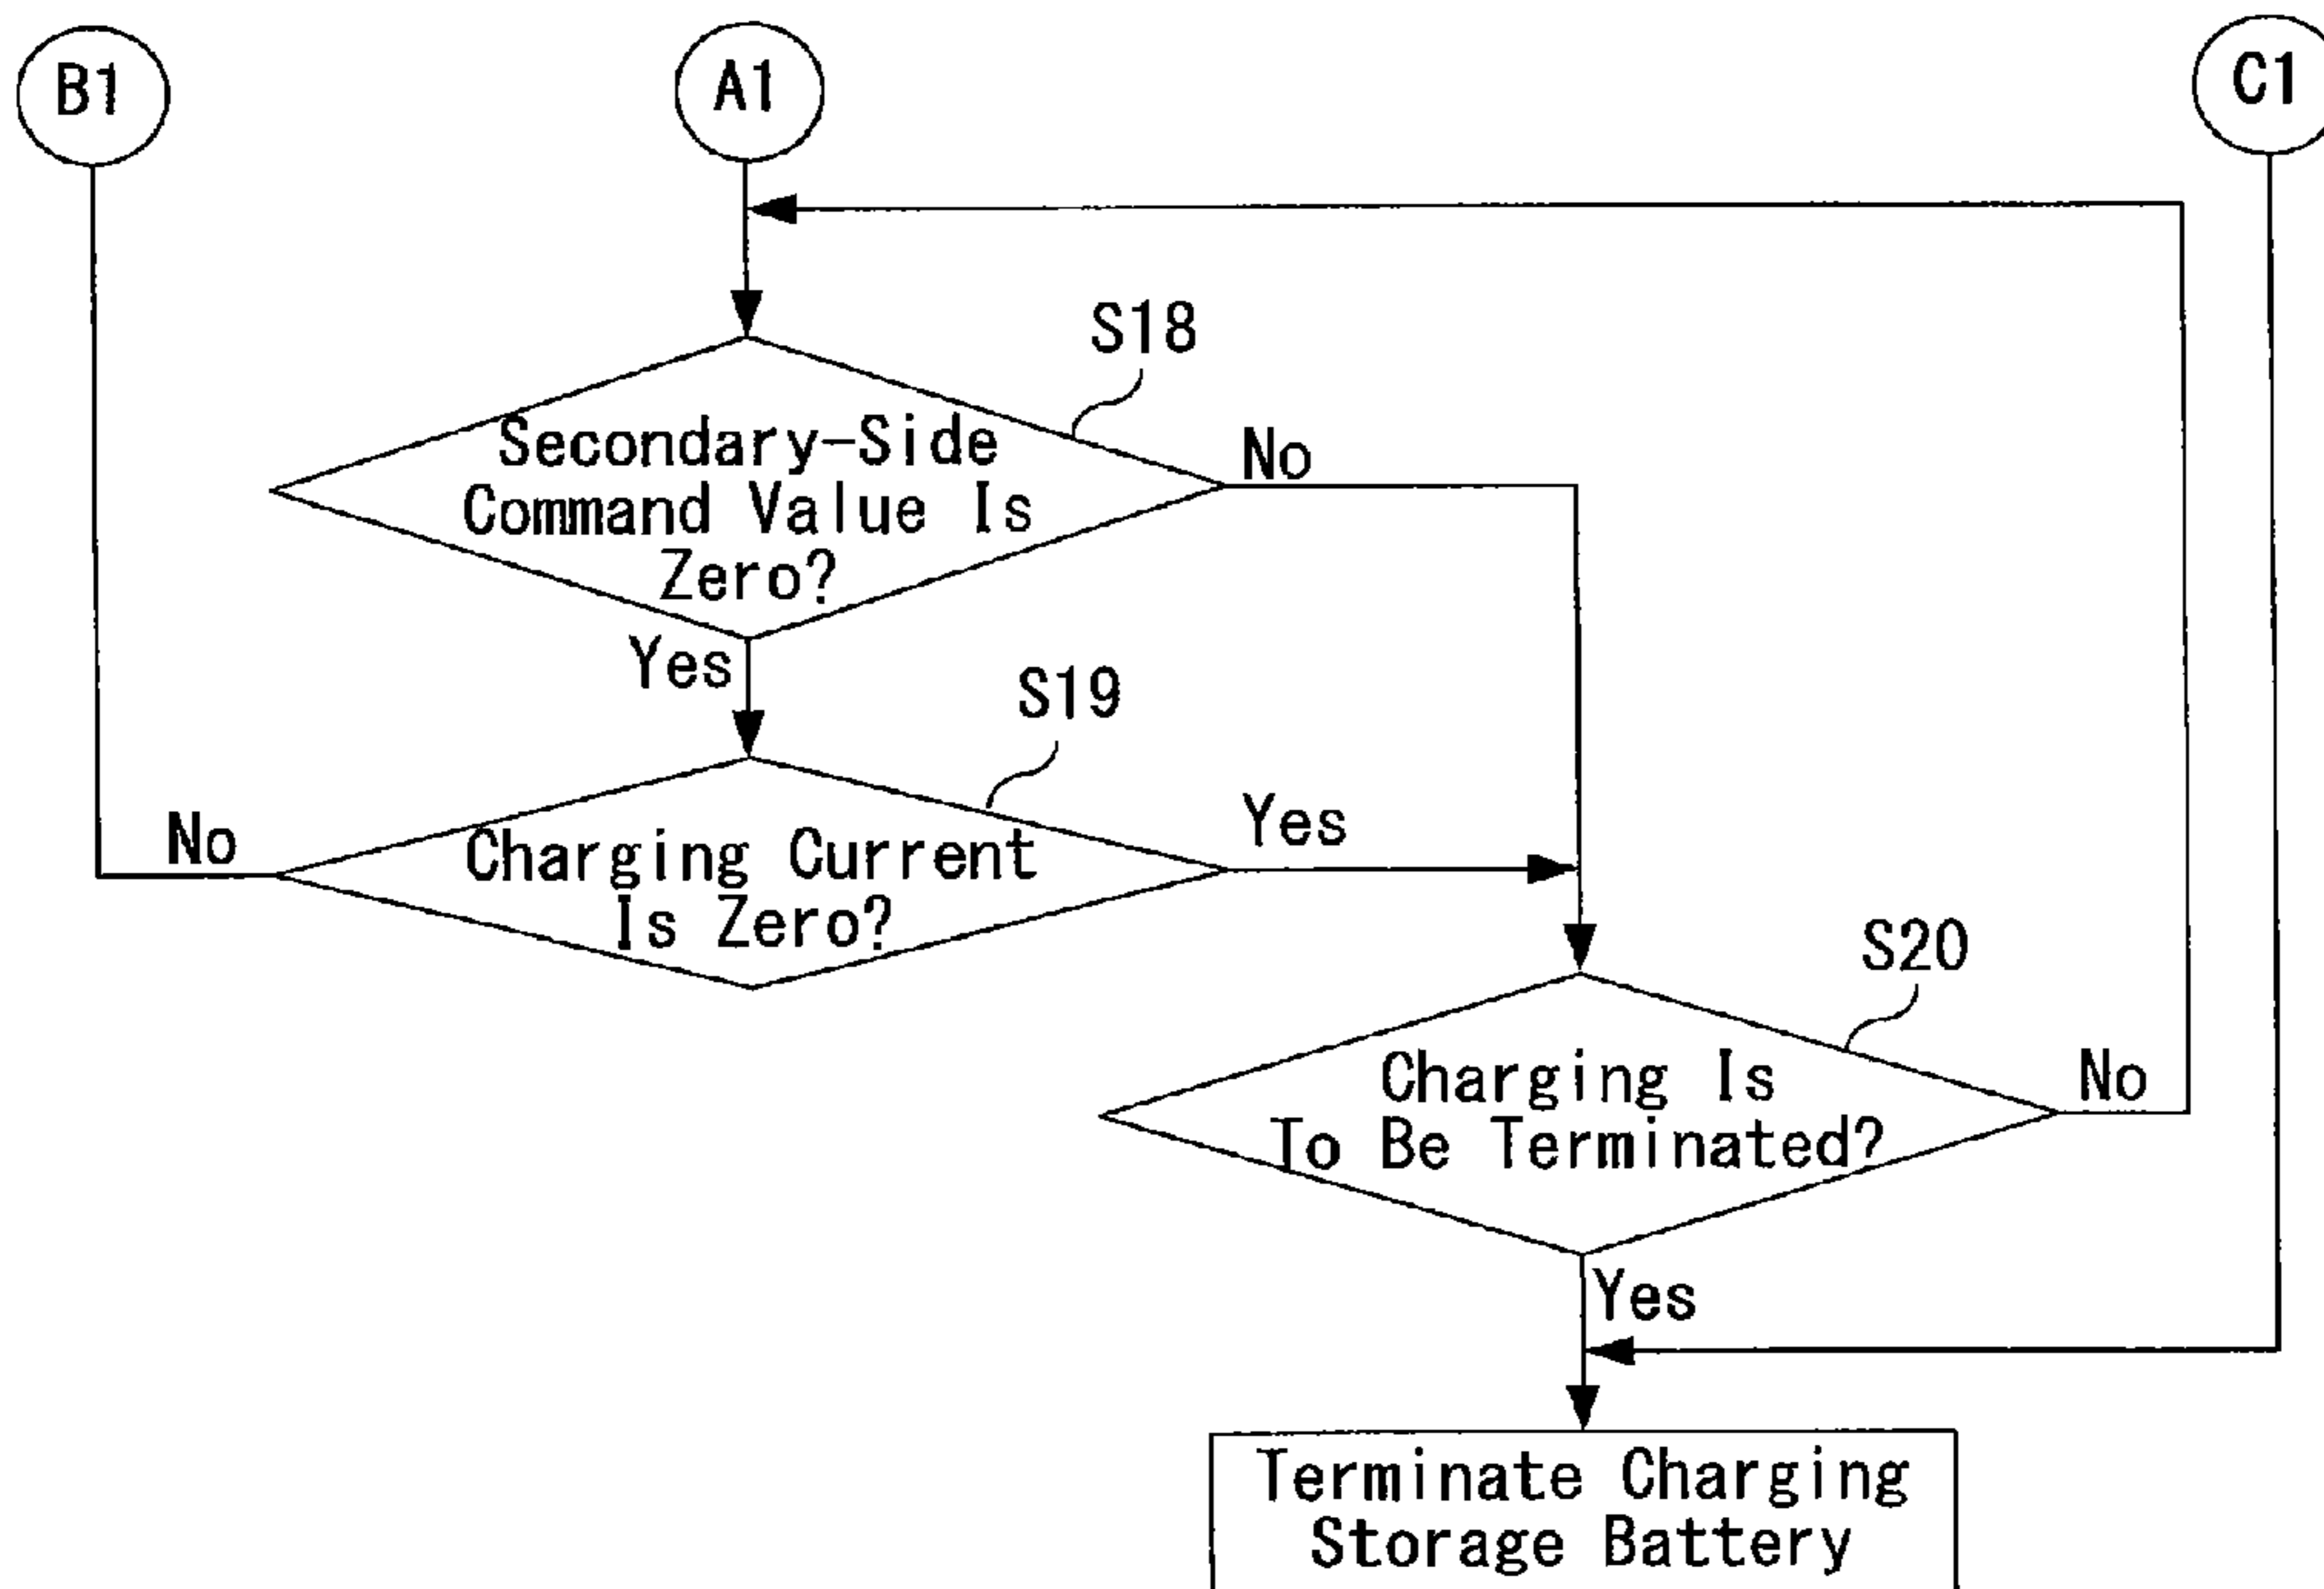 B1
A1
C1
S18
Secondary-Side
Command Value Is
Zero?
No
Yes
S19
Charging Current
Is Zero?
No
Yes
S20
Charging Is
To Be Terminated?
No
Yes
Terminate Charging
Storage Battery